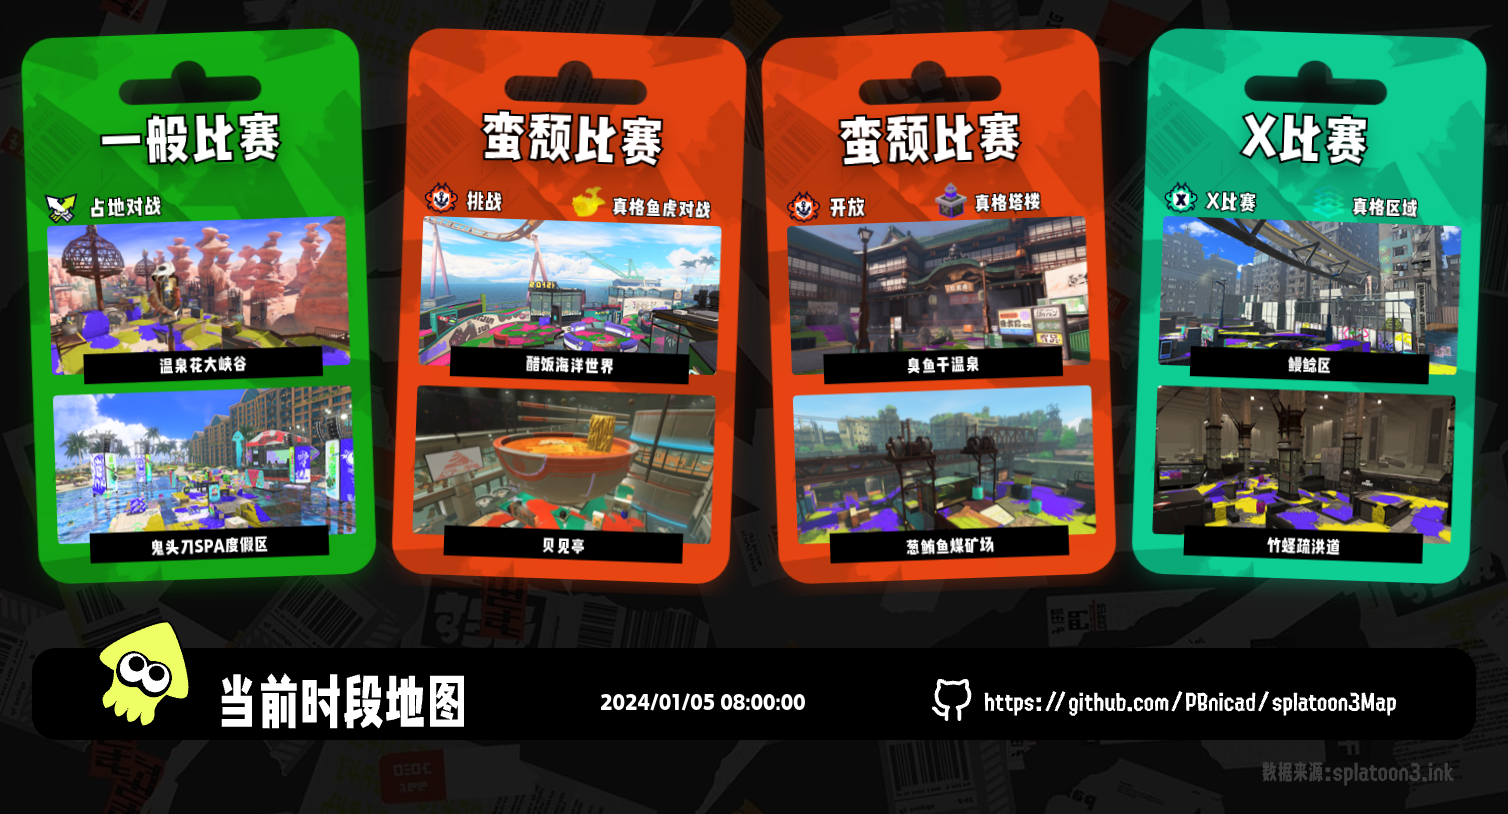 一般比赛
占地对战
温泉花大峡谷
鬼头刀SPA度假区
蛮颓比赛
挑战
真格鱼虎对战
醋饭海洋世界
贝见亭
蛮颓比赛
开放
真格塔楼
臭鱼干温泉
葱鲔鱼煤矿场
X比赛
X比赛
真格区域
鳗鲶区
竹蛏疏洪道
当前时段地图
2024/01/05 08:00:00
https://github.com/PBnicad/splatoon3Map
数据来源:splatoon3.ink